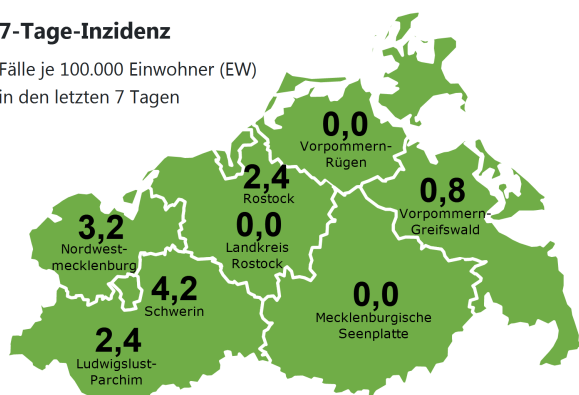 7-Tage-Inzidenz
Fälle je 100.000 Einwohner (EW)
in den letzten 7 Tagen
0,0
Vorpommern-
Rügen
2,4
Rostock
0,8
Vorpommern-
Greifswald
3,2
Nordwest-
mecklenburg
0,0
Landkreis
Rostock
4,2
Schwerin
0,0
Mecklenburgische
Seenplatte
2,4
Ludwigslust-
Parchim